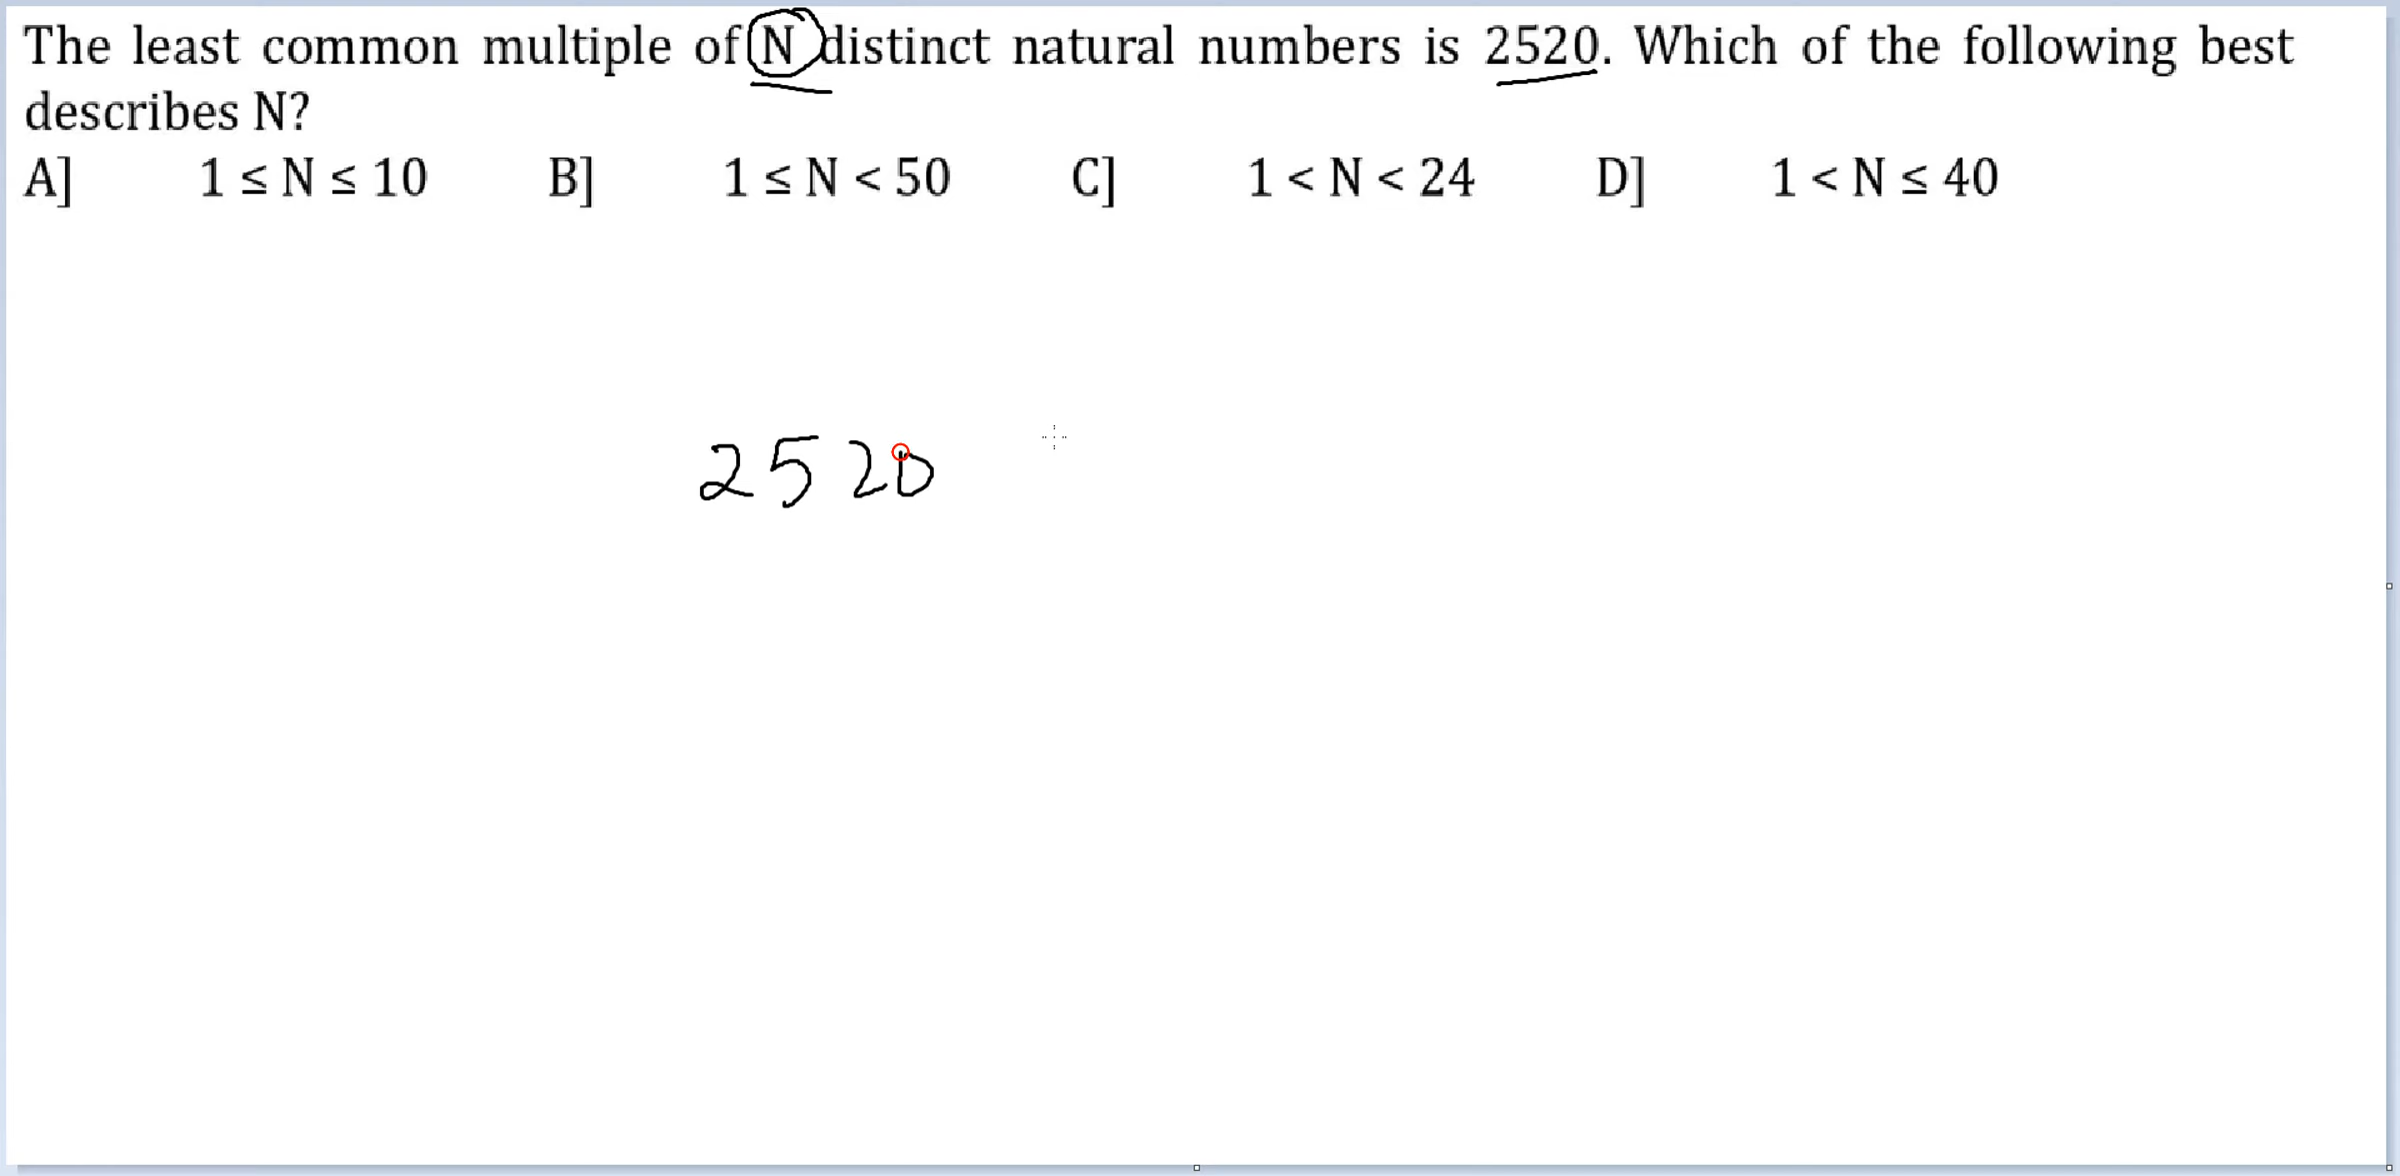 The least common multiple of N distinct natural numbers is 2520. Which of the following best
describes N?
A] 1 ≤ N ≤ 10 B] 1 ≤ N < 50 C] 1 < N < 24 D] 1 < N ≤ 40
2520